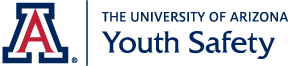 A®
THE UNIVERSITY OF ARIZONA
Youth Safety